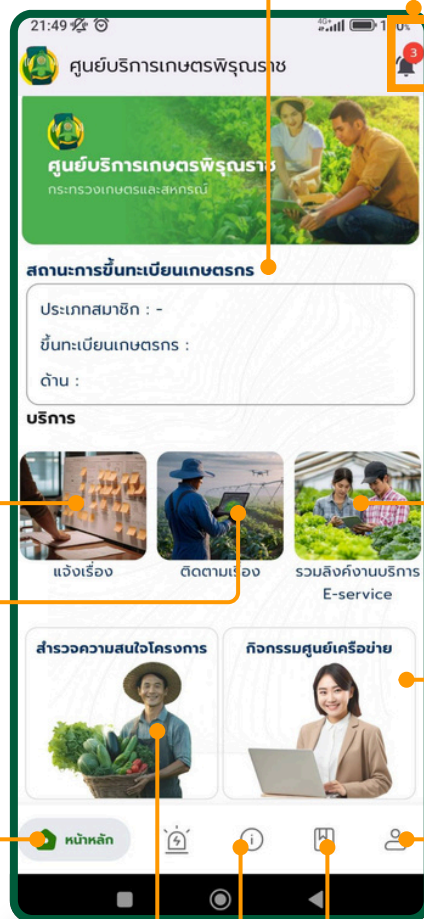 21:49
4G+
ศูนย์บริการเกษตรพิรุณราช
3
ศูนย์บริการเกษตรพิรุณราช
กระทรวงเกษตรและสหกรณ์
สถานะการขึ้นทะเบียนเกษตรกร
ประเภทสมาชิก : -
ขึ้นทะเบียนเกษตรกร :
ด้าน :
บริการ
แจ้งเรื่อง ติดตามเรื่อง รวมลิงค์งานบริการ
E-service
สำรวจความสนใจโครงการ กิจกรรมศูนย์เครือข่าย
หน้าหลัก